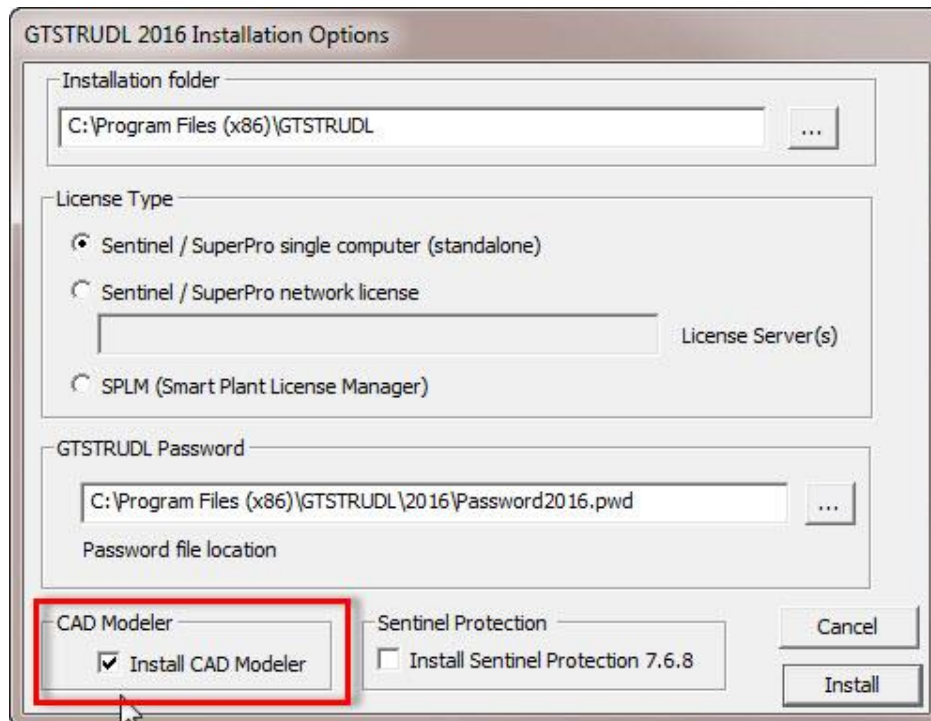 GTSTRUDL 2016 Installation Options
Installation folder
C:\Program Files (x86)\GTSTRUDL
...
License Type
Sentinel / SuperPro single computer (standalone)
Sentinel / SuperPro network license
License Server(s)
SPLM (Smart Plant License Manager)
GTSTRUDL Password
C:\Program Files (x86)\GTSTRUDL\2016\Password2016.pwd
...
Password file location
CAD Modeler
Install CAD Modeler
Sentinel Protection
Install Sentinel Protection 7.6.8
Cancel
Install